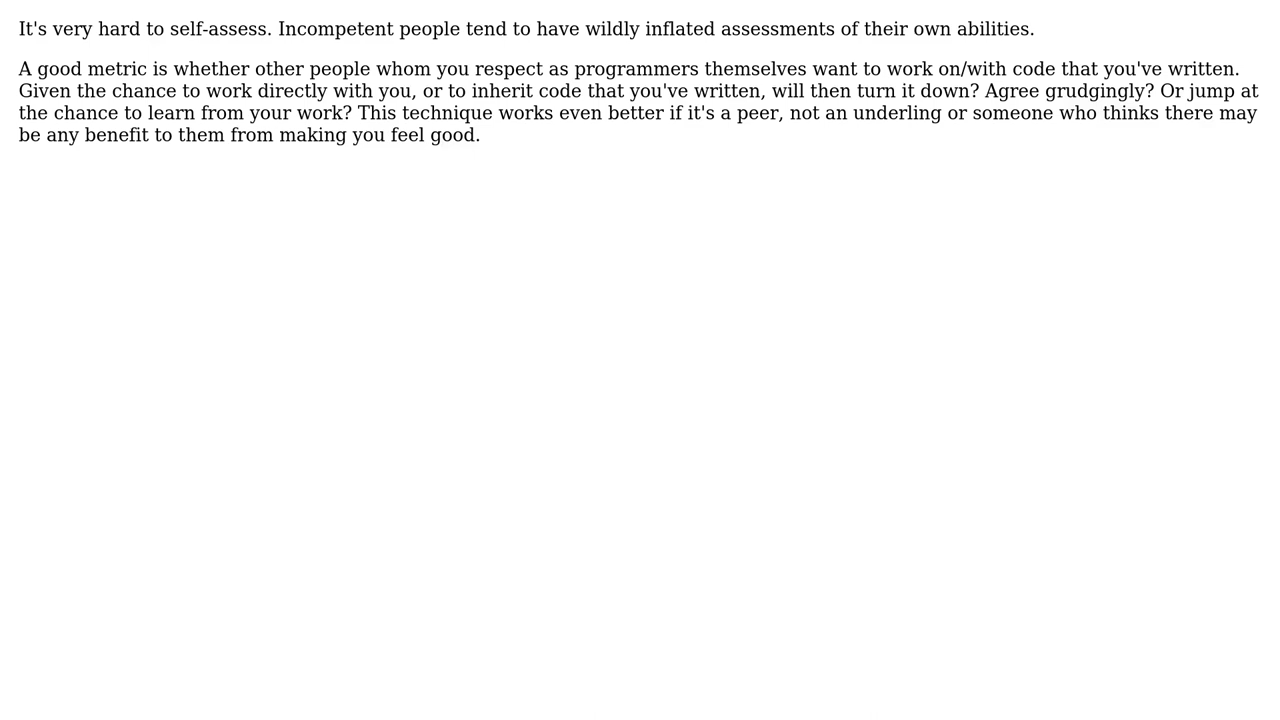 It's very hard to self-assess. Incompetent people tend to have wildly inflated assessments of their own abilities.
A good metric is whether other people whom you respect as programmers themselves want to work on/with code that you've written.
Given the chance to work directly with you, or to inherit code that you've written, will then turn it down? Agree grudgingly? Or jump at
the chance to learn from your work? This technique works even better if it's a peer, not an underling or someone who thinks there may
be any benefit to them from making you feel good.